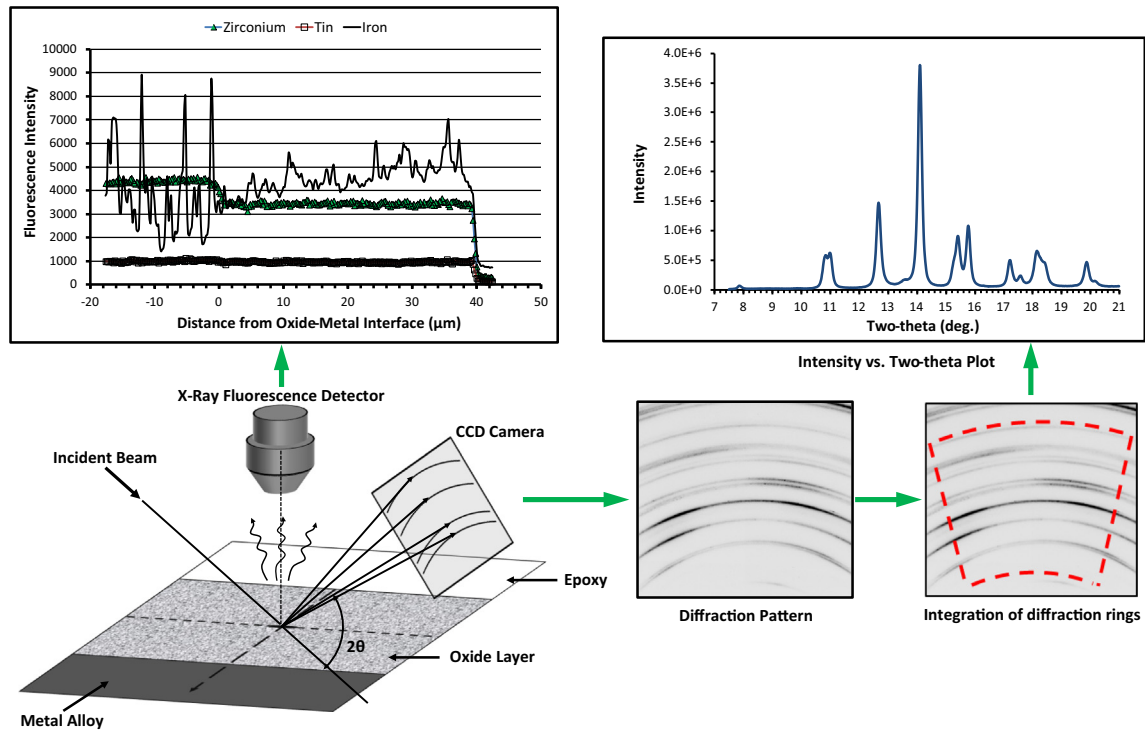 Zirconium Tin Iron
10000
9000
8000
7000
6000
5000
4000
3000
2000
1000
0
Fluorescence Intensity
-20 -10 0 10 20 30 40 50
Distance from Oxide-Metal Interface (µm)
4.0E+6
3.5E+6
3.0E+6
2.5E+6
2.0E+6
1.5E+6
1.0E+6
5.0E+5
0.0E+0
Intensity
7 8 9 10 11 12 13 14 15 16 17 18 19 20 21
Two-theta (deg.)
Intensity vs. Two-theta Plot
X-Ray Fluorescence Detector
CCD Camera
Incident Beam
Epoxy
2θ
Oxide Layer
Metal Alloy
Diffraction Pattern
Integration of diffraction rings